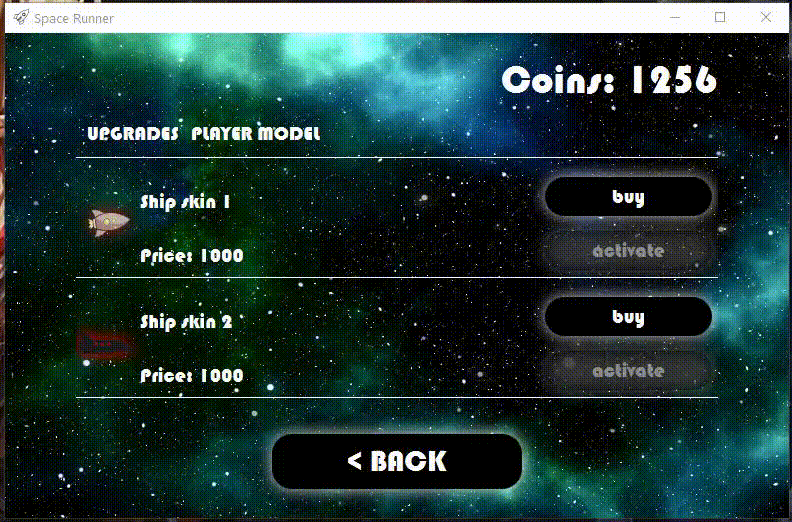 Space Runner
Coins: 1256
UPGRADES PLAYER MODEL
Ship skin 1
buy
Price: 1000
activate
Ship skin 2
buy
Price: 1000
activate
< BACK